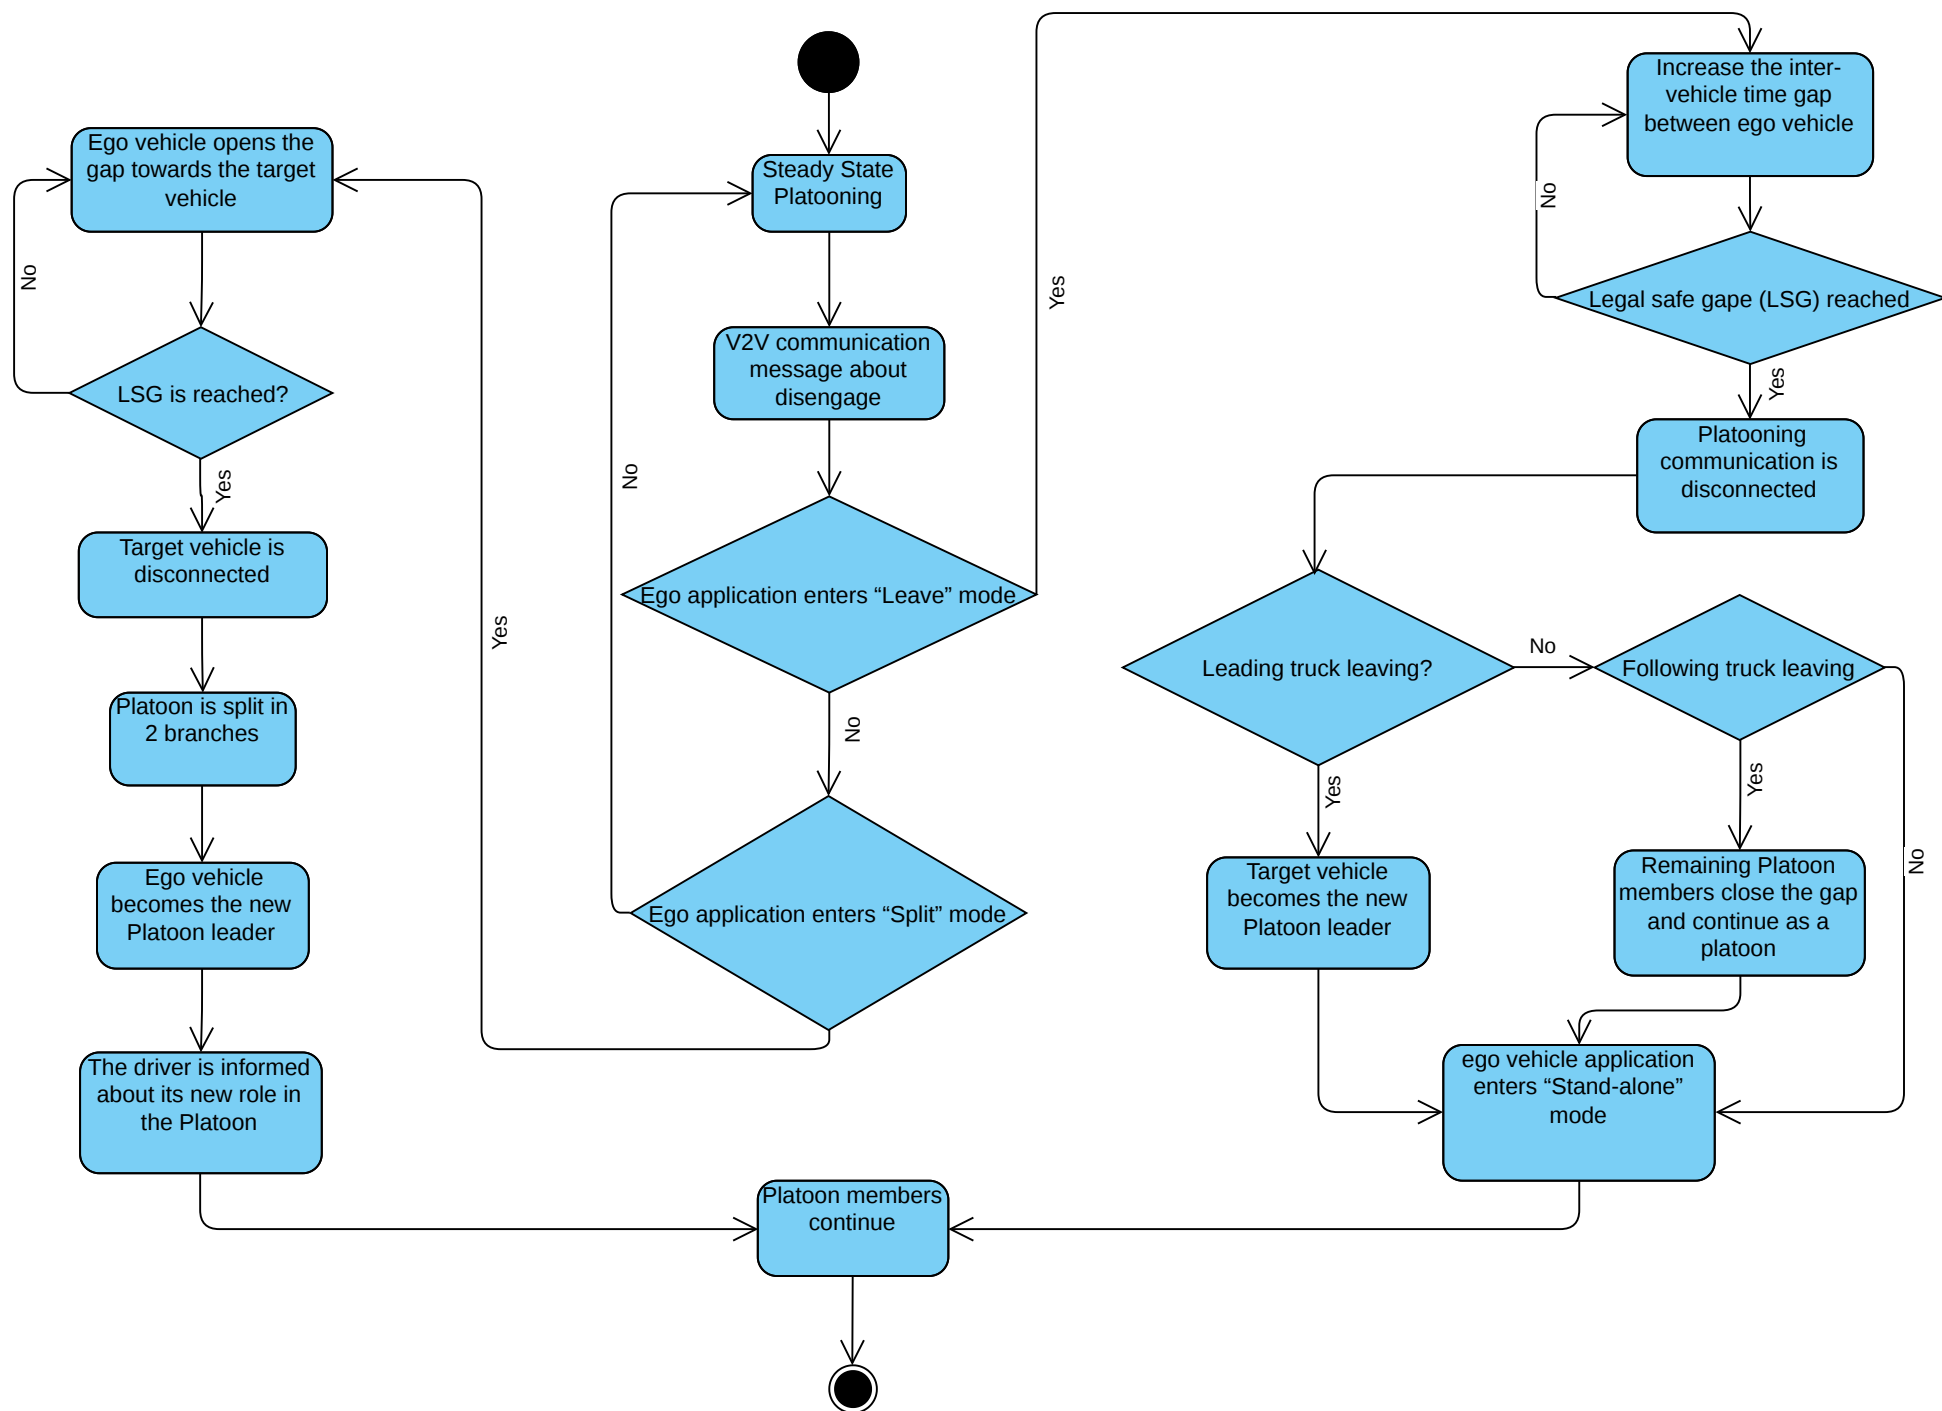 Increase the inter-
vehicle time gap
between ego vehicle
No
Legal safe gape (LSG) reached
Yes
Platooning
communication is
disconnected
Ego vehicle opens the
gap towards the target
vehicle
No
LSG is reached?
Yes
Target vehicle is
disconnected
Platoon is split in
2 branches
Ego vehicle
becomes the new
Platoon leader
The driver is informed
about its new role in
the Platoon
Steady State
Platooning
V2V communication
message about
disengage
No
Yes
Ego application enters “Leave” mode
Yes
No
Ego application enters “Split” mode
Leading truck leaving?
No
Following truck leaving
Yes
Yes
No
Target vehicle
becomes the new
Platoon leader
Remaining Platoon
members close the gap
and continue as a
platoon
ego vehicle application
enters “Stand-alone”
mode
Platoon members
continue